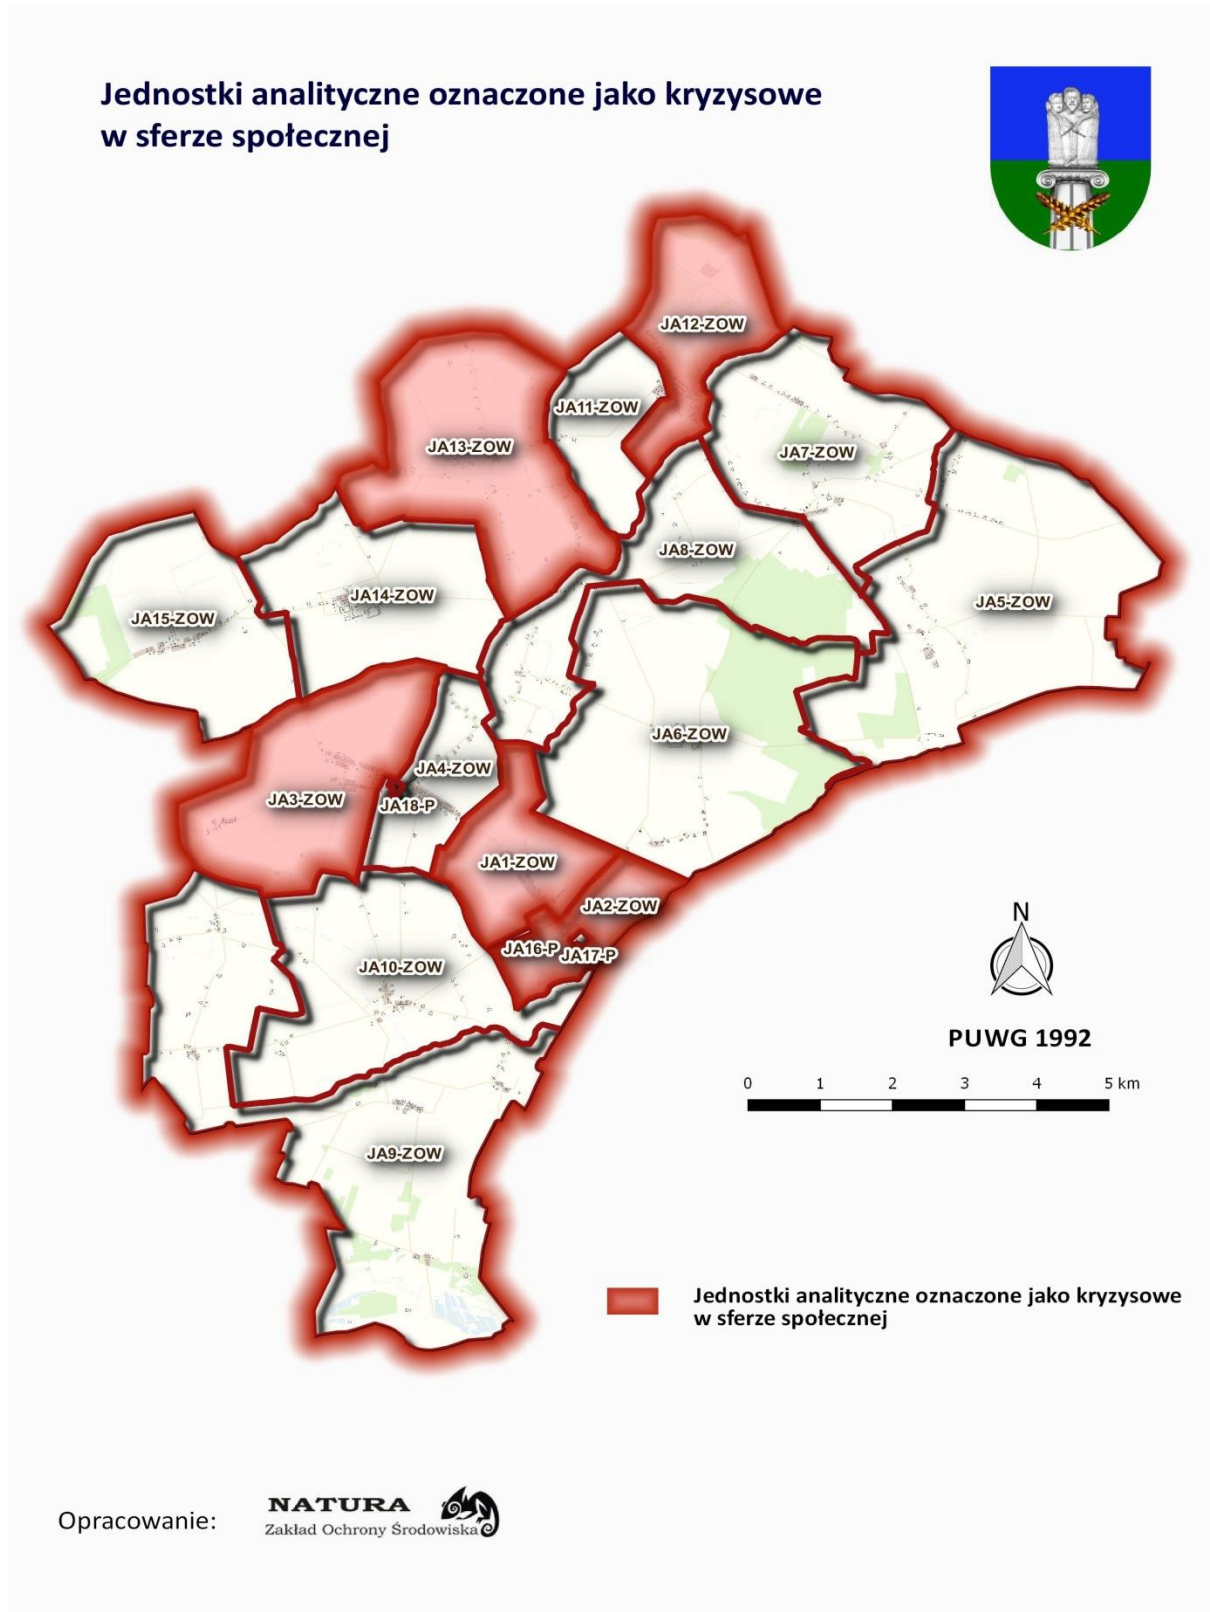 Jednostki analityczne oznaczone jako kryzysowe
w sferze społecznej
JA12-ZOW
JA11-ZOW
JA13-ZOW
JA7-ZOW
JA8-ZOW
JA14-ZOW
JA5-ZOW
JA15-ZOW
JA6-ZOW
JA4-ZOW
JA3-ZOW
JA18-P
JA1-ZOW
JA2-ZOW
JA16-P
JA17-P
JA10-ZOW
N
PUWG 1992
0 1 2 3 4 5 km
JA9-ZOW
Jednostki analityczne oznaczone jako kryzysowe
w sferze społecznej
Opracowanie:
NATURA
Zakład Ochrony Środowiska